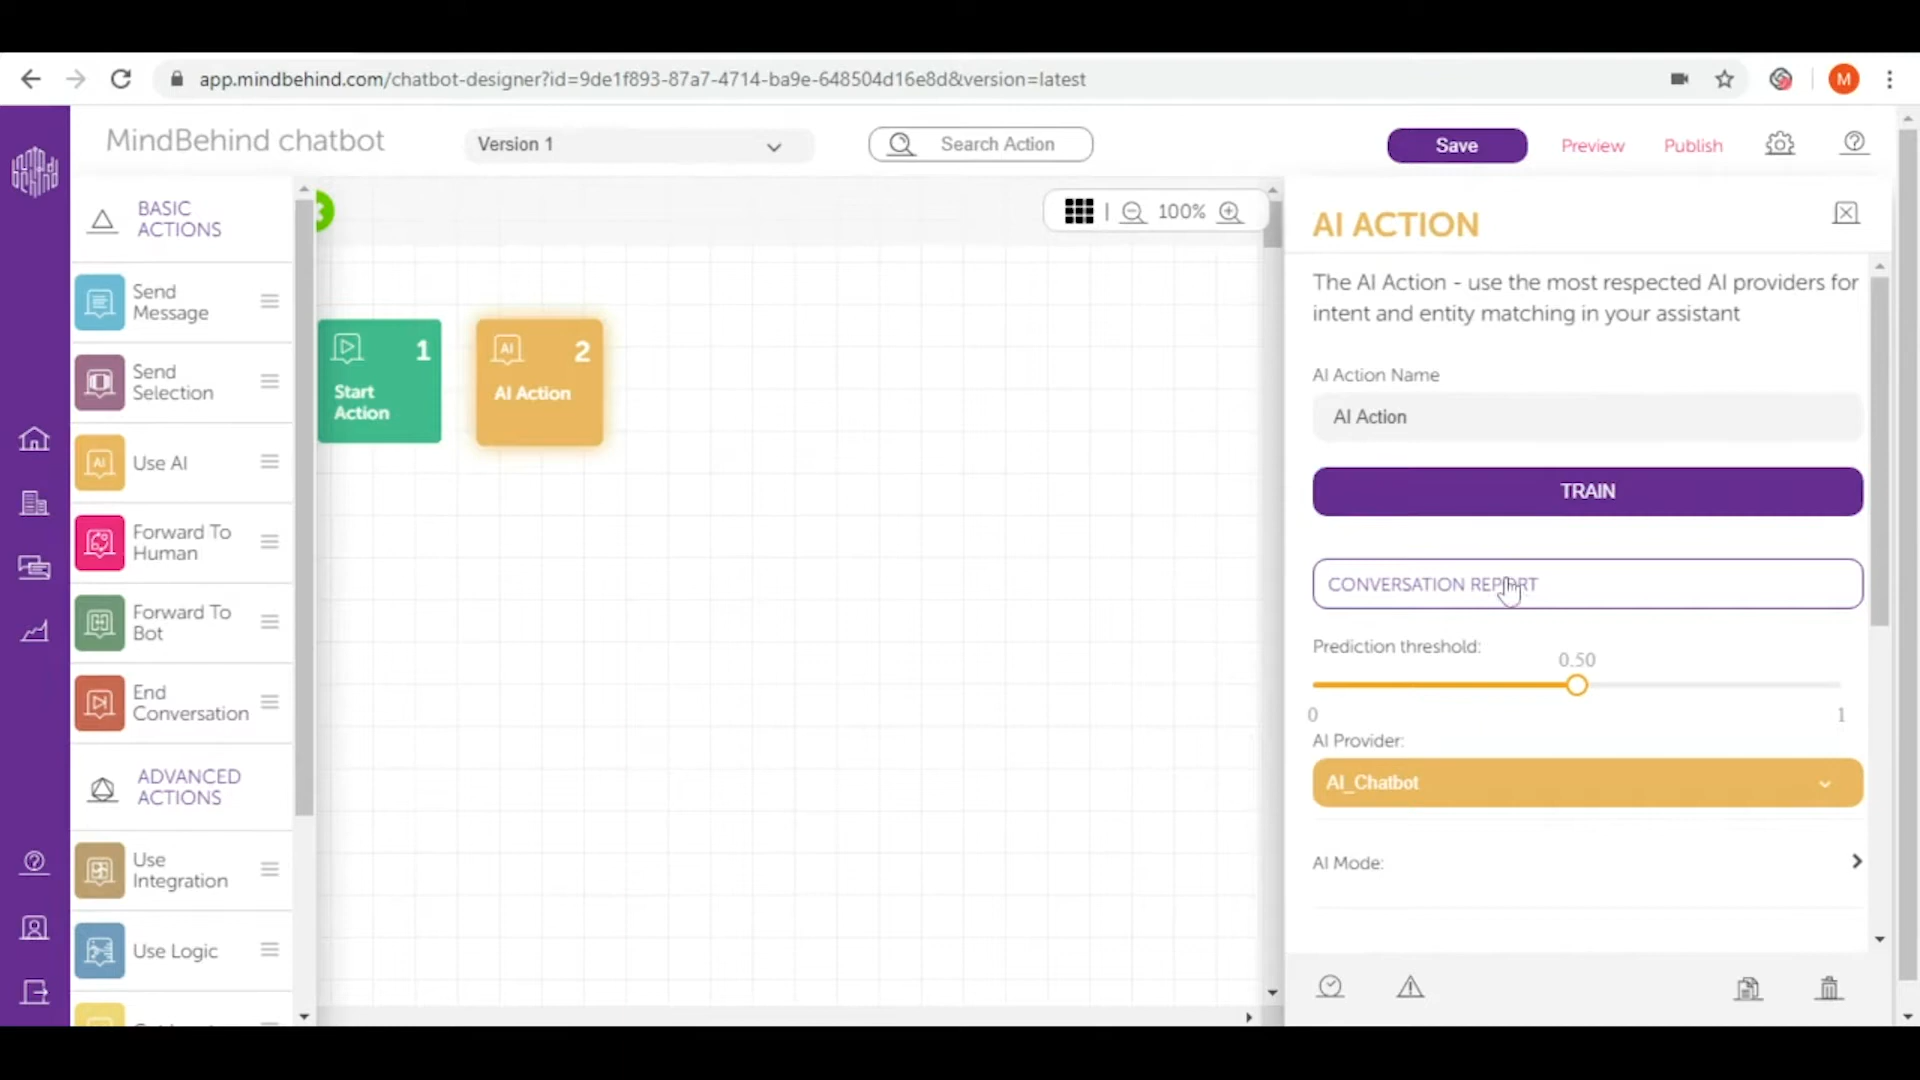 app.mindbehind.com/chatbot-designer?id=9de1f893-87a7-4714-ba9e-648504d16e8d&version=latest
M
mind
behind
MindBehind chatbot
Version 1
Search Action
Save
Preview
Publish
BASIC
ACTIONS
Send
Message
Send
Selection
AI
Use AI
Forward To
Human
Forward To
Bot
End
Conversation
ADVANCED
ACTIONS
Use
Integration
Use Logic
100%
1
Start
Action
AI
2
AI Action
AI ACTION
The AI Action - use the most respected AI providers for
intent and entity matching in your assistant
AI Action Name
AI Action
TRAIN
CONVERSATION REPORT
Prediction threshold:
0.50
0
1
AI Provider:
AI_Chatbot
AI Mode: